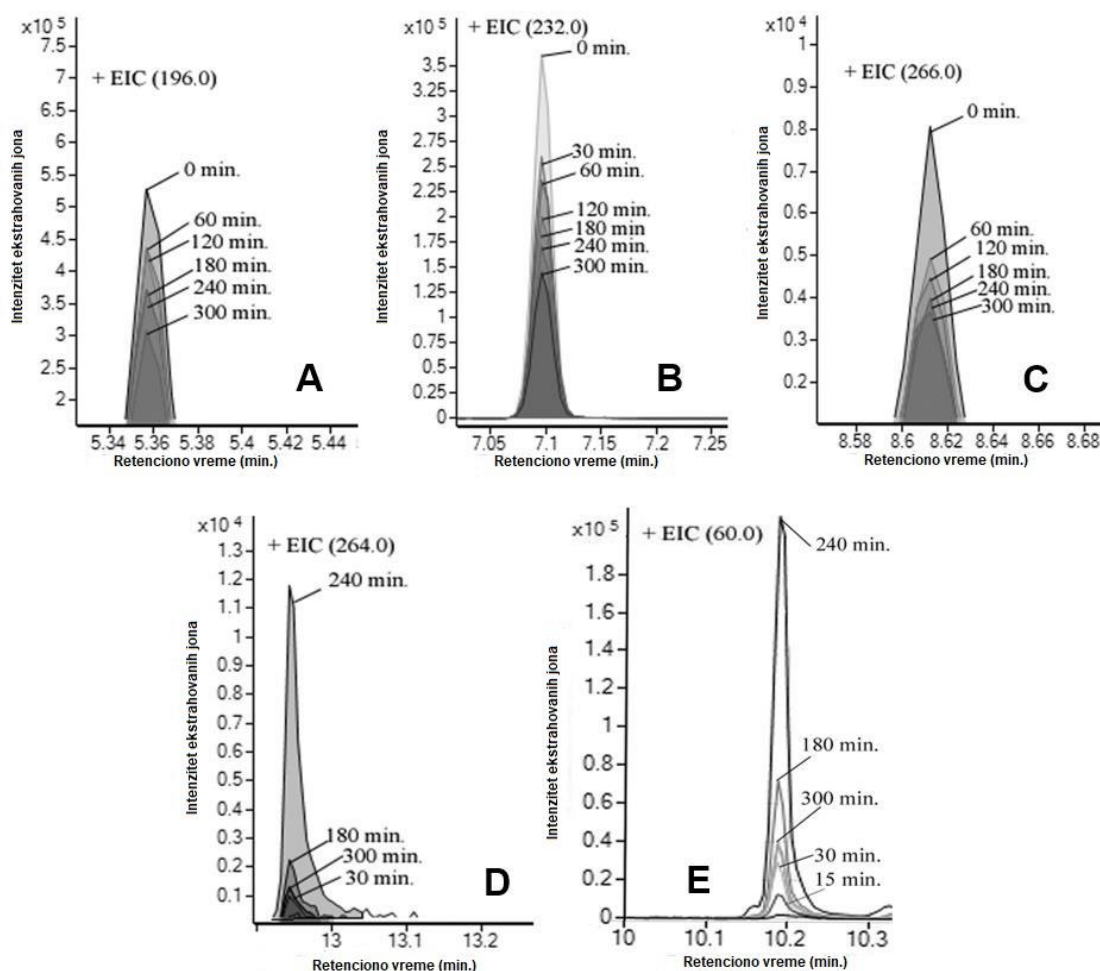 x10 5
7.5
7
6.5
6
5.5
5
4.5
4
3.5
3
2.5
2
+ EIC (196.0)
0 min.
60 min.
120 min.
180 min.
240 min.
300 min.
A
5.34 5.36 5.38 5.4 5.42 5.44
Retenciono vreme (min.)
Intenzitet ekstrahovanih jona
x10 5
3.5
3.25
3
2.75
2.5
2.25
2
1.75
1.5
1.25
1
0.75
0.5
0.25
0
+ EIC (232.0)
0 min.
30 min.
60 min.
120 min.
180 min
240 min.
300 min.
B
7.05 7.1 7.15 7.2 7.25
Retenciono vreme (min.)
Intenzitet ekstrahovanih jona
x10 4
1
0.9
0.8
0.7
0.6
0.5
0.4
0.3
0.2
+ EIC (266.0)
0 min.
60 min.
120 min.
180 min.
240 min.
300 min.
C
8.58 8.6 8.62 8.64 8.66 8.68
Retenciono vreme (min.)
Intenzitet ekstrahovanih jona
x10 4
1.3
1.2
1.1
1
0.9
0.8
0.7
0.6
0.5
0.4
0.3
0.2
0.1
+ EIC (264.0)
240 min.
180 min.
300 min.
30 min.
D
13 13.1 13.2
Retenciono vreme (min.)
Intenzitet ekstrahovanih jona
x10 5
1.8
1.6
1.4
1.2
1
0.8
0.6
0.4
0.2
0
+ EIC (60.0)
240 min.
180 min.
300 min.
30 min.
15 min.
E
10 10.1 10.2 10.3
Retenciono vreme (min.)
Intenzitet ekstrahovanih jona